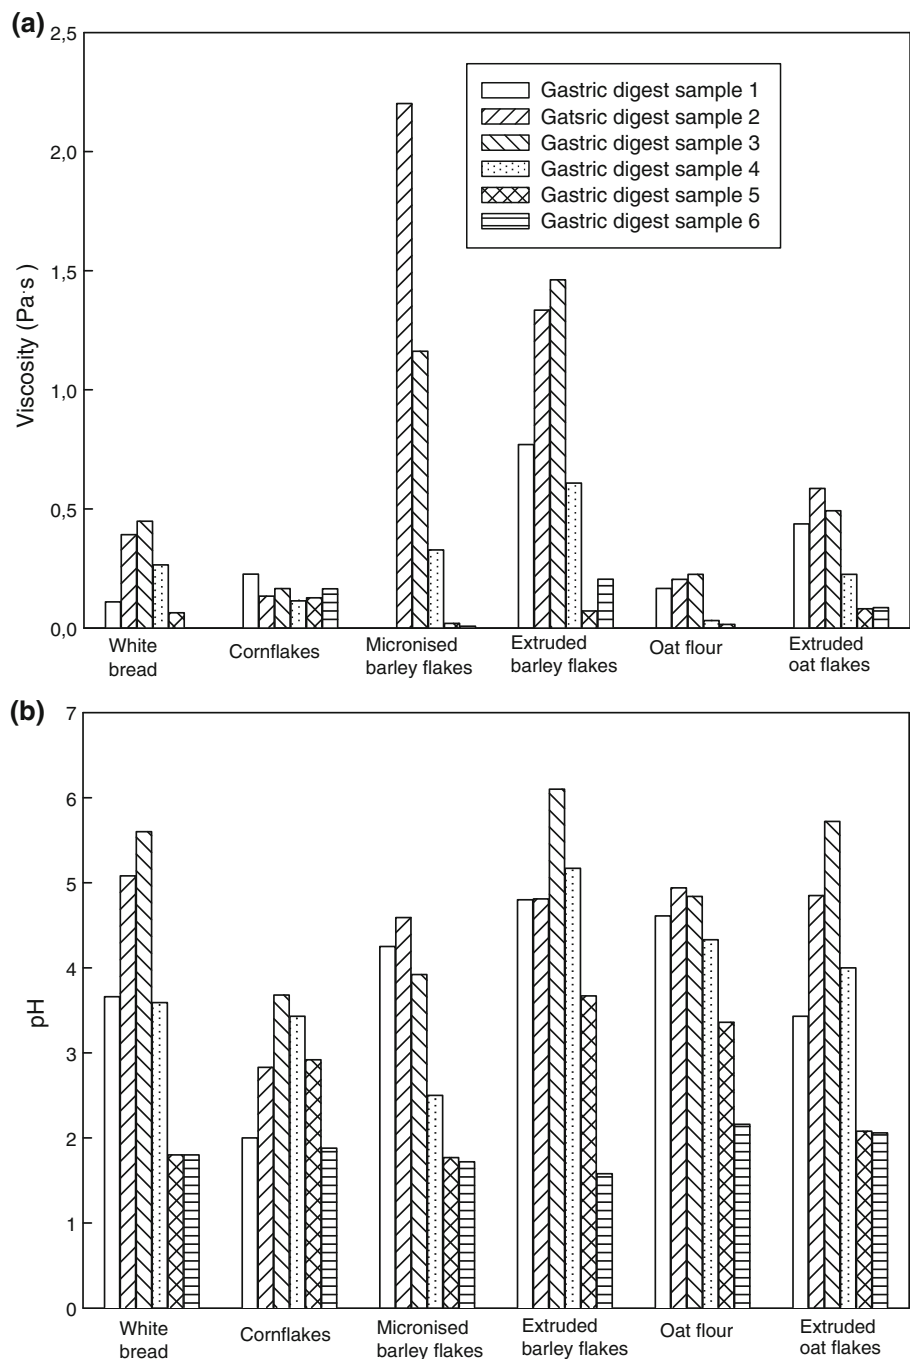 (a)
2,5
2,0
1,5
1,0
0,5
0,0
Viscosity (Pa·s)
Gastric digest sample 1
Gatsric digest sample 2
Gastric digest sample 3
Gastric digest sample 4
Gastric digest sample 5
Gastric digest sample 6
White
bread
Cornflakes
Micronised
barley flakes
Extruded
barley flakes
Oat flour
Extruded
oat flakes
(b)
7
6
5
4
3
2
1
0
pH
White
bread
Cornflakes
Micronised
barley flakes
Extruded
barley flakes
Oat flour
Extruded
oat flakes